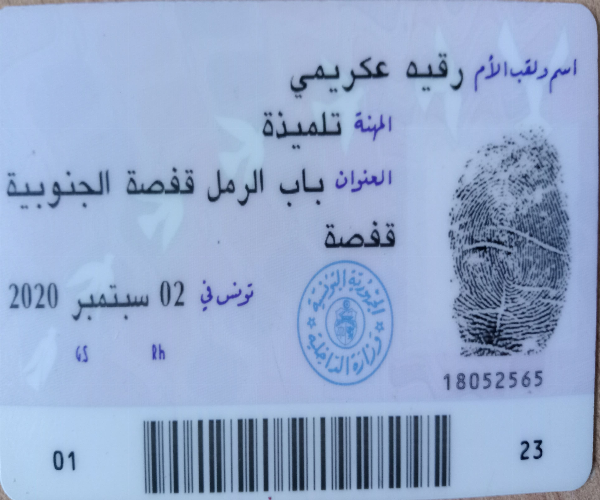 اسم ولقب الأم رقيه عكريمي
المهنة تلميذة
العنوان باب الرمل قفصة الجنوبية
قفصة
تونس في 02 سبتمبر 2020
الجمهورية التونسية
وزارة الداخلية
GS Rh
18052565
01 23